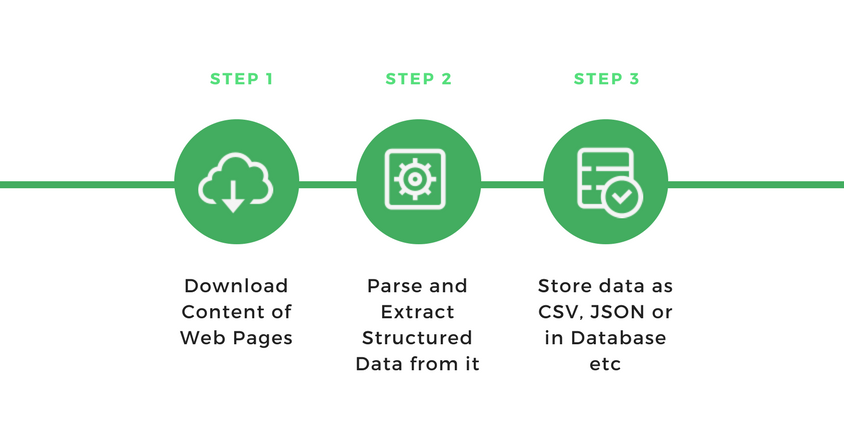 STEP 1
STEP 2
STEP 3
Download
Content of
Web Pages
Parse and
Extract
Structured
Data from it
Store data as
CSV, JSON or
in Database
etc